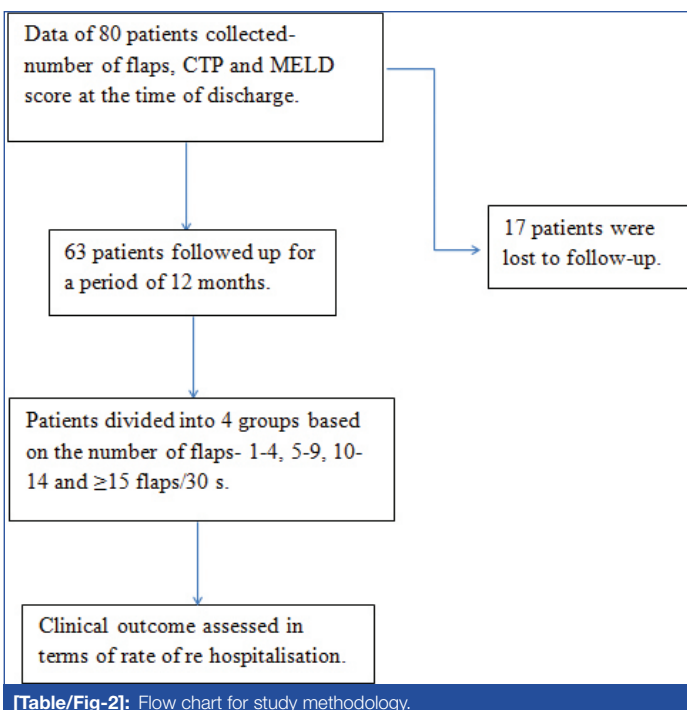 Data of 80 patients collected-
number of flaps, CTP and MELD
score at the time of discharge.
17 patients were
lost to follow-up.
63 patients followed up for
a period of 12 months.
Patients divided into 4 groups based
on the number of flaps- 1-4, 5-9, 10-
14 and ≥15 flaps/30 s.
Clinical outcome assessed in
terms of rate of re hospitalisation.
[Table/Fig-2]: Flow chart for study methodology.